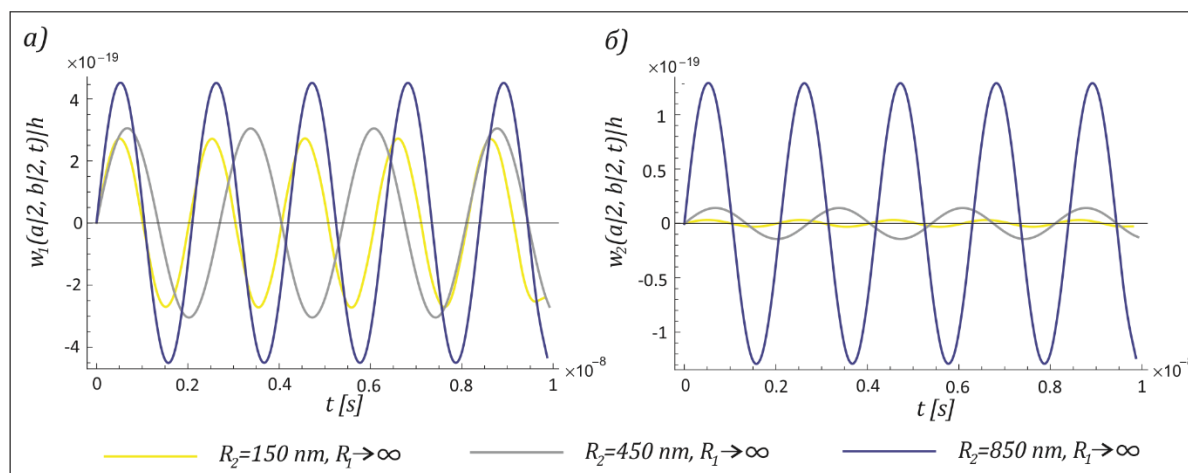 а)
×10⁻¹⁹
w₁(a|2, b|2, t)|h
4
2
0
-2
-4
0
0.2
0.4
0.6
0.8
1
×10⁻⁸
t [s]
б)
×10⁻¹⁹
w₂(a|2, b|2, t)|h
1
0.5
0
-0.5
-1
0
0.2
0.4
0.6
0.8
1
×10⁻⁸
t [s]
R₂=150 nm, R₁→∞
R₂=450 nm, R₁→∞
R₂=850 nm, R₁→∞